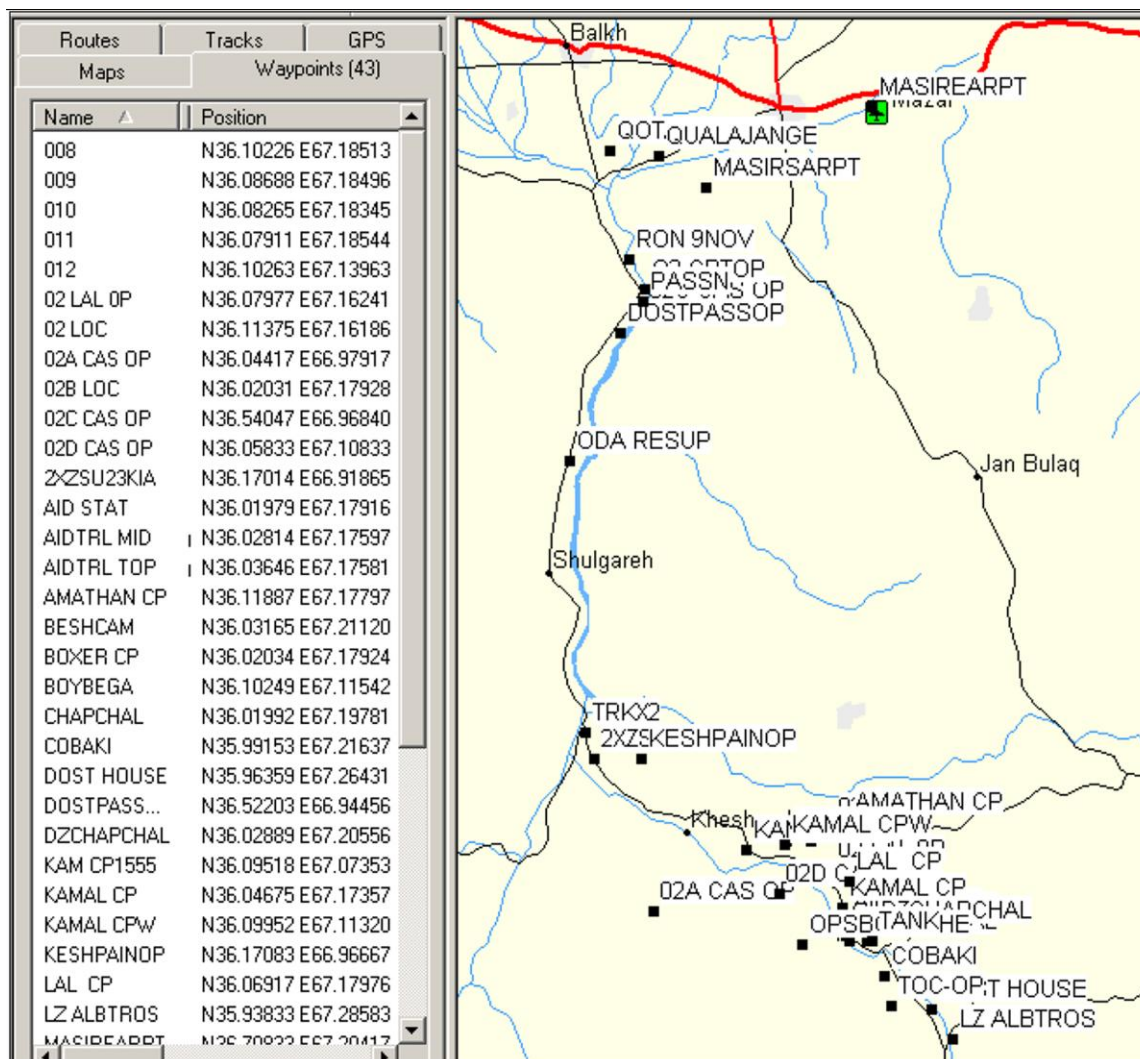 Routes Tracks GPS
Maps Waypoints (43)
Name Position
008 N36.10226 E67.18513
009 N36.08688 E67.18496
010 N36.08265 E67.18345
011 N36.07911 E67.18544
012 N36.10263 E67.13963
02 LAL OP N36.07977 E67.16241
02 LOC N36.11375 E67.16186
02A CAS OP N36.04417 E66.97917
02B LOC N36.02031 E67.17928
02C CAS OP N36.54047 E66.96840
02D CAS OP N36.05833 E67.10833
2XZSU23KIA N36.17014 E66.91865
AID STAT N36.01979 E67.17916
AIDTRL MID N36.02814 E67.17597
AIDTRL TOP N36.03646 E67.17581
AMATHAN CP N36.11887 E67.17797
BESHCAM N36.03165 E67.21120
BOXER CP N36.02034 E67.17924
BOYBEGA N36.10249 E67.11542
CHAPCHAL N36.01992 E67.19781
COBAKI N35.99153 E67.21637
DOST HOUSE N35.96359 E67.26431
DOSTPASS... N36.52203 E66.94456
DZCHAPCHAL N36.02889 E67.20556
KAM CP1555 N36.09518 E67.07353
KAMAL CP N36.04675 E67.17357
KAMAL CPW N36.09952 E67.11320
KESHPAINOP N36.17083 E66.96667
LAL CP N36.06917 E67.17976
LZ ALBTROS N35.93833 E67.28583
Balkh
MASIREARPT
Mazar
QOT
QUALAJANGE
MASIRSARPT
RON 9NOV
PASSN
DOSTPASSOP
ODA RESUP
Jan Bulaq
Shulgareh
TRKX2
2XZS
KESHPAINOP
AMATHAN CP
Khesh
KAMAL CPW
LAL CP
02D C
02A CAS OP
KAMAL CP
OPSB
TANK
COBAKI
TOC-OP
T HOUSE
LZ ALBTROS